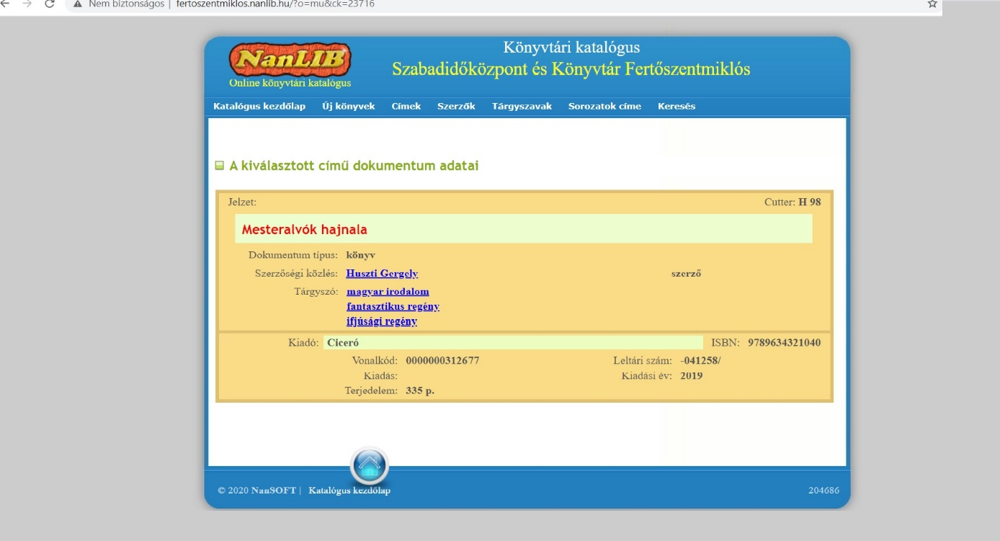 Nem biztonságos | fertoszentmiklos.nanlib.hu/?o=mu&ck=23716
NanLIB
Online könyvtári katalógus
Könyvtári katalógus
Szabadidőközpont és Könyvtár Fertőszentmiklós
Katalógus kezdőlap Új könyvek Címek Szerzők Tárgyszavak Sorozatok címe Keresés
A kiválasztott című dokumentum adatai
Jelzet: Cutter: H 98
Mesteralvók hajnala
Dokumentum típus: könyv
Szerzőségi közlés: Huszti Gergely szerző
Tárgyszó: magyar irodalom
fantasztikus regény
ifjúsági regény
Kiadó: Ciceró ISBN: 9789634321040
Vonalkód: 0000000312677 Leltári szám: -041258/
Kiadás: Kiadási év: 2019
Terjedelem: 335 p.
© 2020 NanSOFT | Katalógus kezdőlap 204686